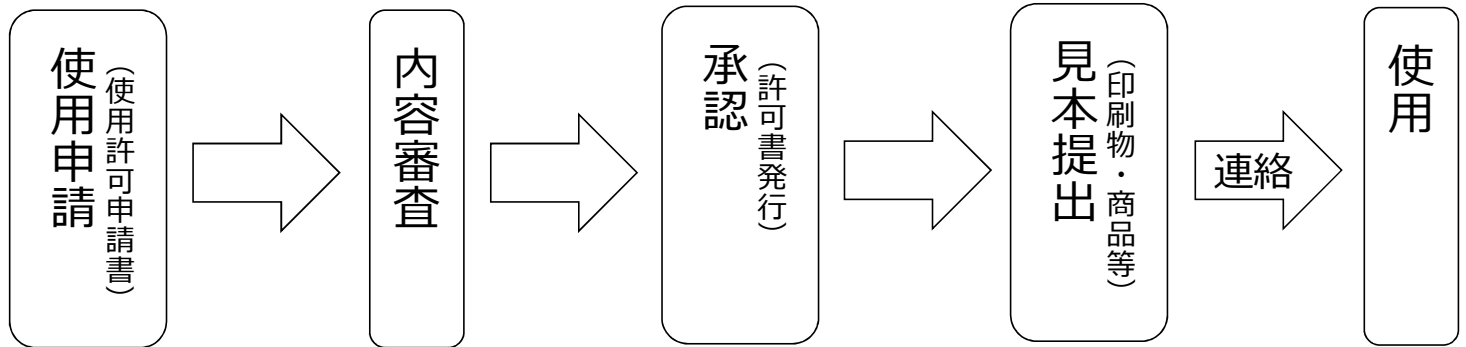 使用申請
（使用許可申請書）
内容審査
承認
（許可書発行）
見本提出
（印刷物・商品等）
連絡
使用